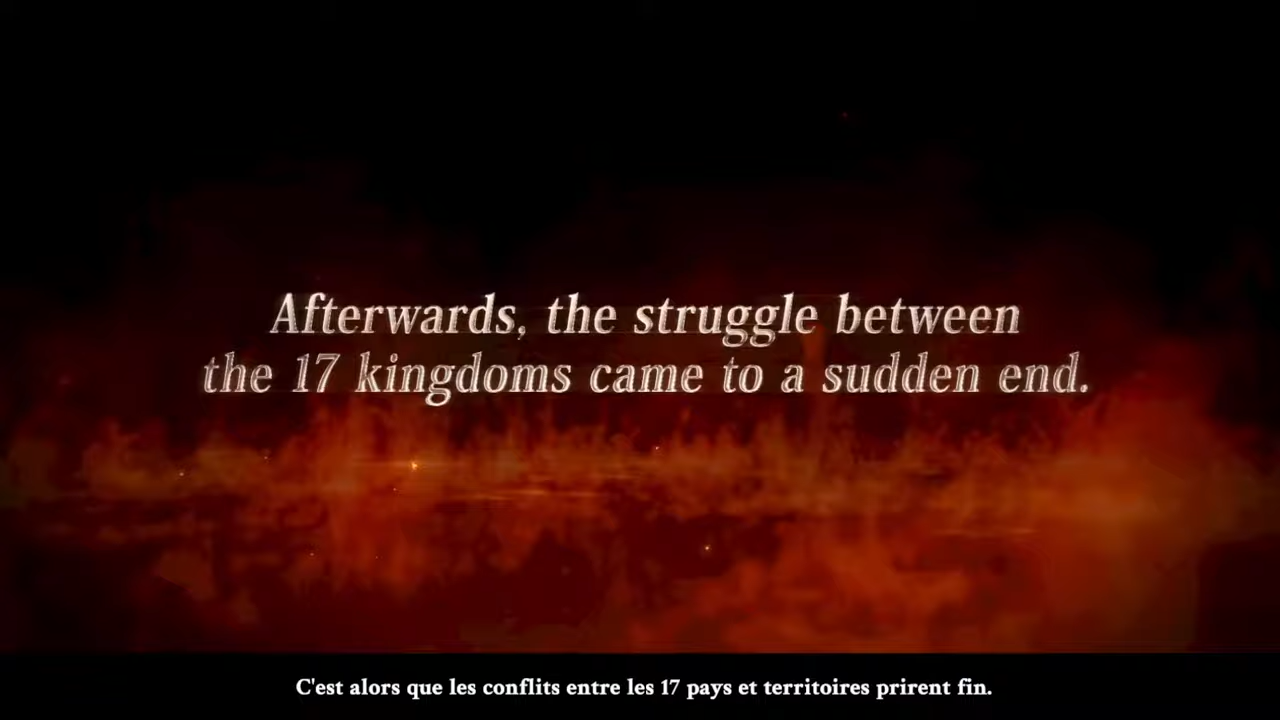 Afterwards, the struggle between
the 17 kingdoms came to a sudden end.
C'est alors que les conflits entre les 17 pays et territoires prirent fin.